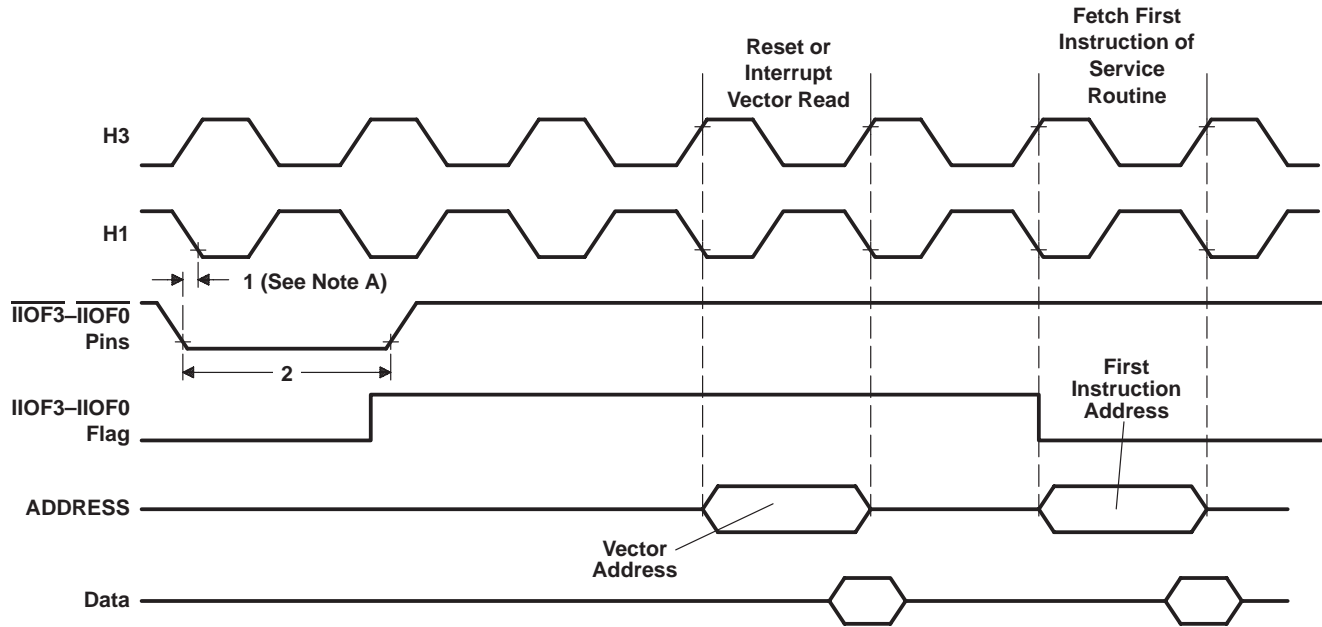 Fetch First
Instruction of
Service
Routine
Reset or
Interrupt
Vector Read
H3
H1
1 (See Note A)
IIOF3–IIOF0
Pins
2
IIOF3–IIOF0
Flag
First
Instruction
Address
ADDRESS
Vector
Address
Data